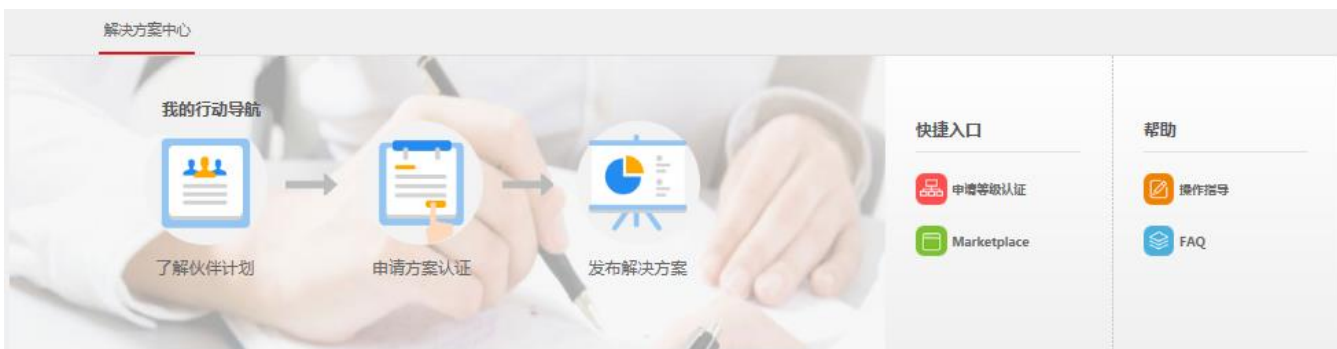 解决方案中心
我的行动导航
了解伙伴计划
申请方案认证
发布解决方案
快捷入口
申请等级认证
Marketplace
帮助
操作指导
FAQ